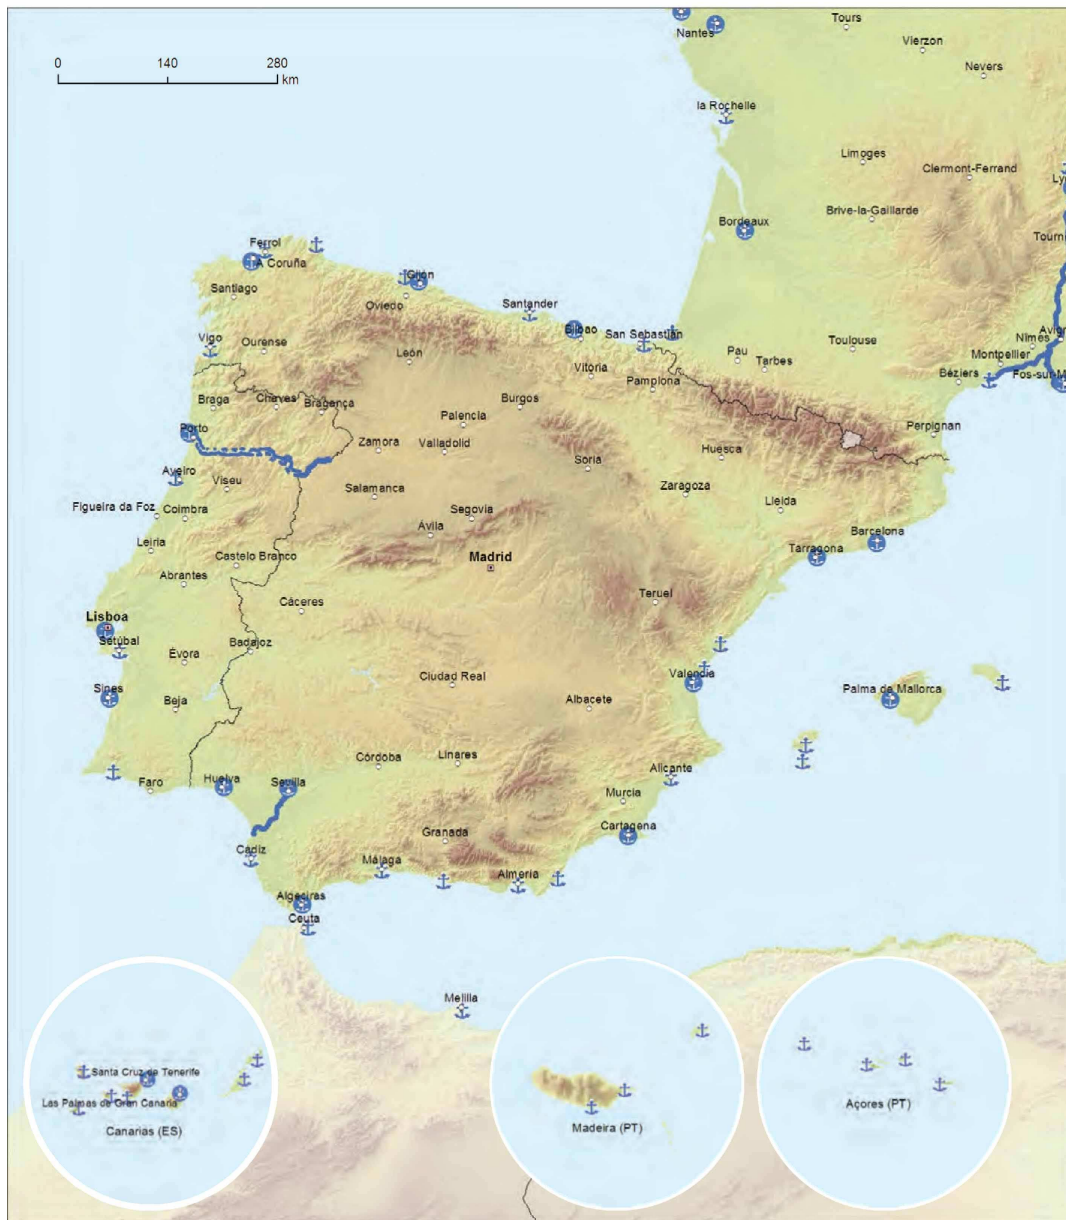 Tours
Nantes
Vierzon
0 140 280
km
Nevers
la Rochelle
Limoges
Clermont-Ferrand
Brive-la-Gaillarde
Bordeaux
Ferrol
A Coruña
Gijón
Santiago
Oviedo
Santander
Bilbao
San Sebastián
Vigo
Ourense
León
Vitoria
Pamplona
Pau
Tarbes
Toulouse
Nîmes
Montpellier
Béziers
Braga
Chaves
Bragança
Palencia
Burgos
Perpignan
Porto
Zamora
Valladolid
Soria
Huesca
Aveiro
Viseu
Salamanca
Zaragoza
Lleida
Figueira da Foz
Coimbra
Segovia
Ávila
Barcelona
Leiria
Castelo Branco
Madrid
Tarragona
Abrantes
Cáceres
Teruel
Lisboa
Setúbal
Évora
Badajoz
Ciudad Real
Valencia
Sines
Beja
Albacete
Palma de Mallorca
Córdoba
Linares
Alicante
Faro
Huelva
Sevilla
Murcia
Granada
Cartagena
Cádiz
Málaga
Almería
Algeciras
Ceuta
Melilla
Santa Cruz de Tenerife
Las Palmas de Gran Canaria
Canarias (ES)
Madeira (PT)
Açores (PT)